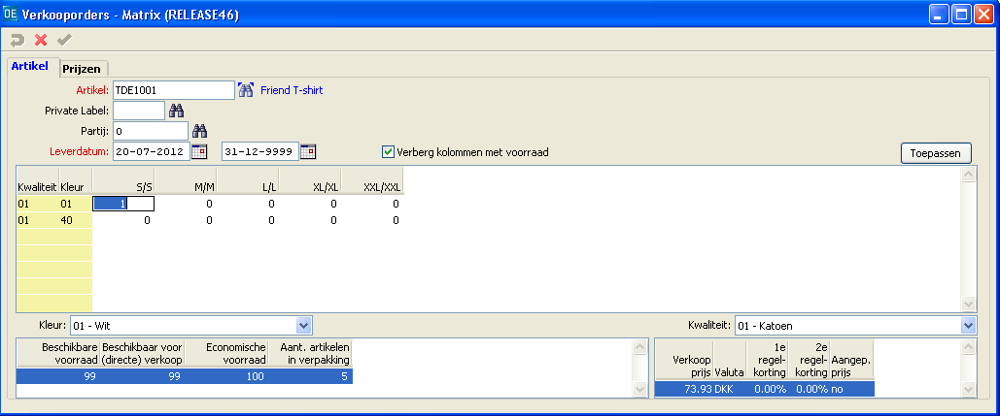 Verkooporders - Matrix (RELEASE46)
Artikel Prijzen
Artikel: TDE1001 Friend T-shirt
Private Label:
Partij: 0
Leverdatum: 20-07-2012 31-12-9999 Verberg kolommen met voorraad Toepassen
Kwaliteit Kleur S/S M/M L/L XL/XL XXL/XXL
01 01 1 0 0 0 0
01 40 0 0 0 0 0
Kleur: 01 - Wit Kwaliteit: 01 - Katoen
Beschikbare Beschikbaar voor Economische Aant. artikelen
voorraad (directe) verkoop voorraad in verpakking
99 99 100 5
1e 2e
Verkoop regel- regel- Aangep.
prijs Valuta korting korting prijs
73.93 DKK 0.00% 0.00% no